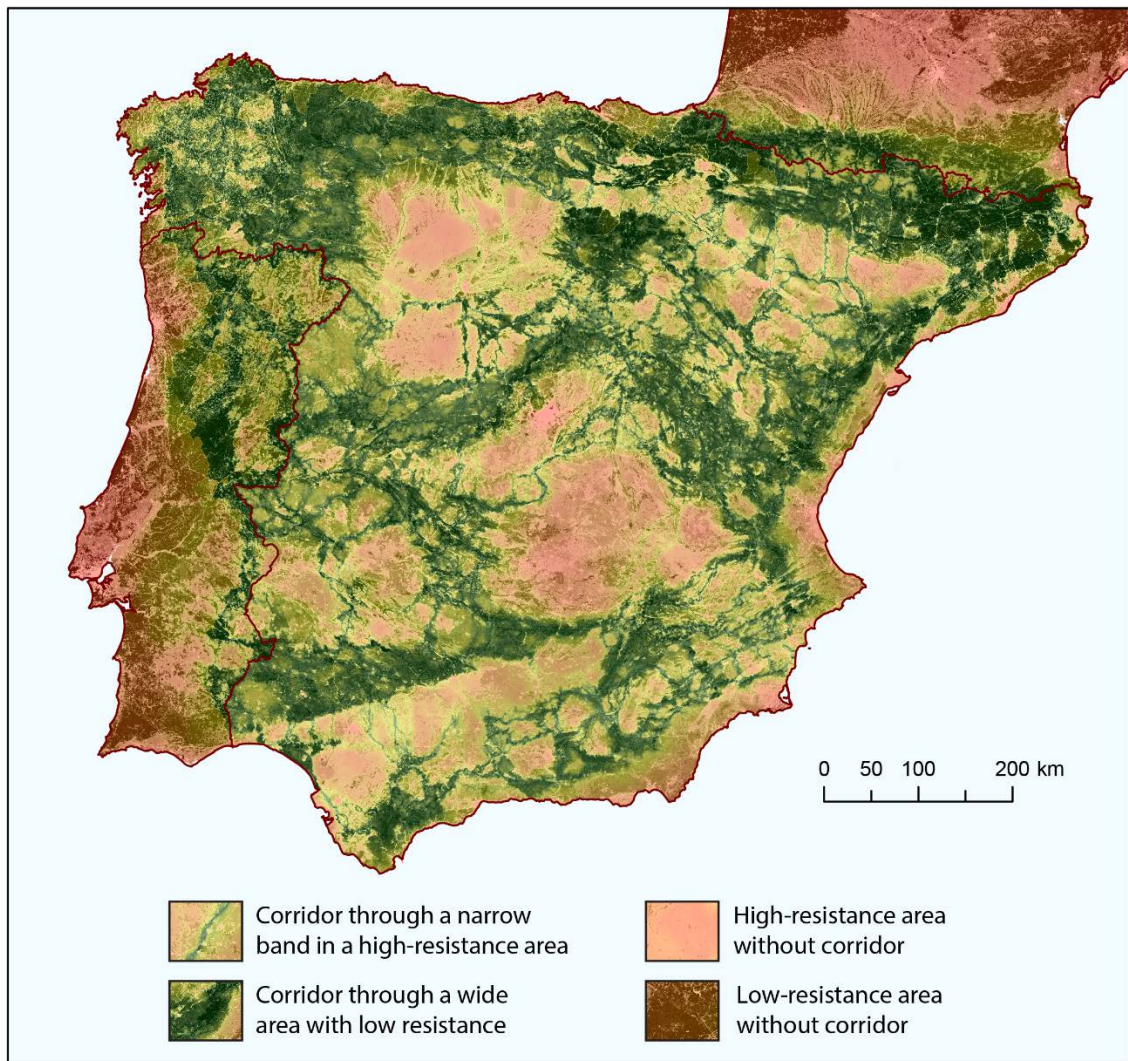 0 50 100 200 km
Corridor through a narrow
band in a high-resistance area
Corridor through a wide
area with low resistance
High-resistance area
without corridor
Low-resistance area
without corridor